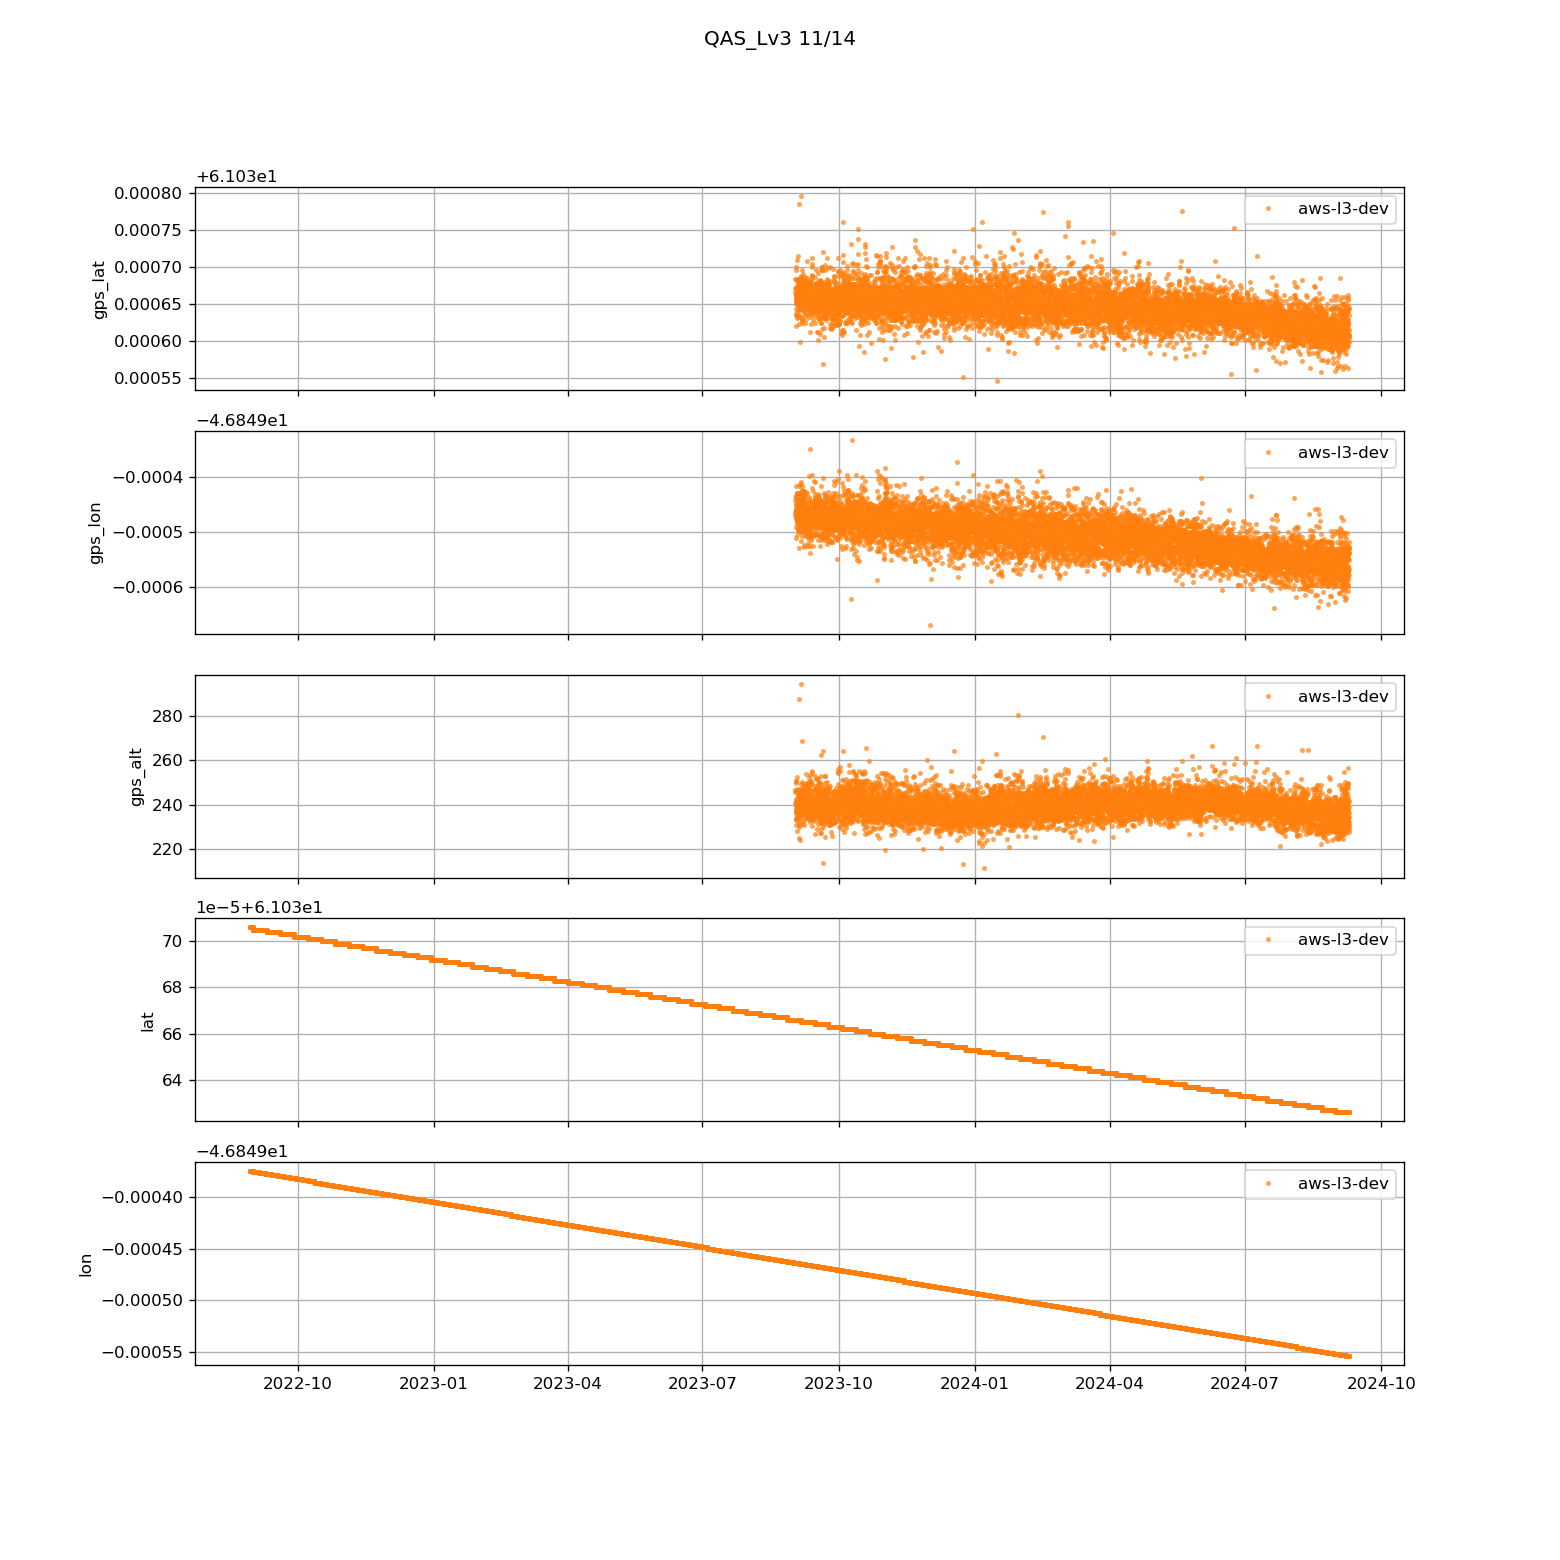 QAS_Lv3 11/14
+6.103e1
0.00080
0.00075
0.00070
0.00065
0.00060
0.00055
gps_lat
aws-l3-dev
−4.6849e1
−0.0004
−0.0005
−0.0006
gps_lon
aws-l3-dev
280
260
240
220
gps_alt
aws-l3-dev
1e−5+6.103e1
70
68
66
64
lat
aws-l3-dev
−4.6849e1
−0.00040
−0.00045
−0.00050
−0.00055
lon
aws-l3-dev
2022-10 2023-01 2023-04 2023-07 2023-10 2024-01 2024-04 2024-07 2024-10